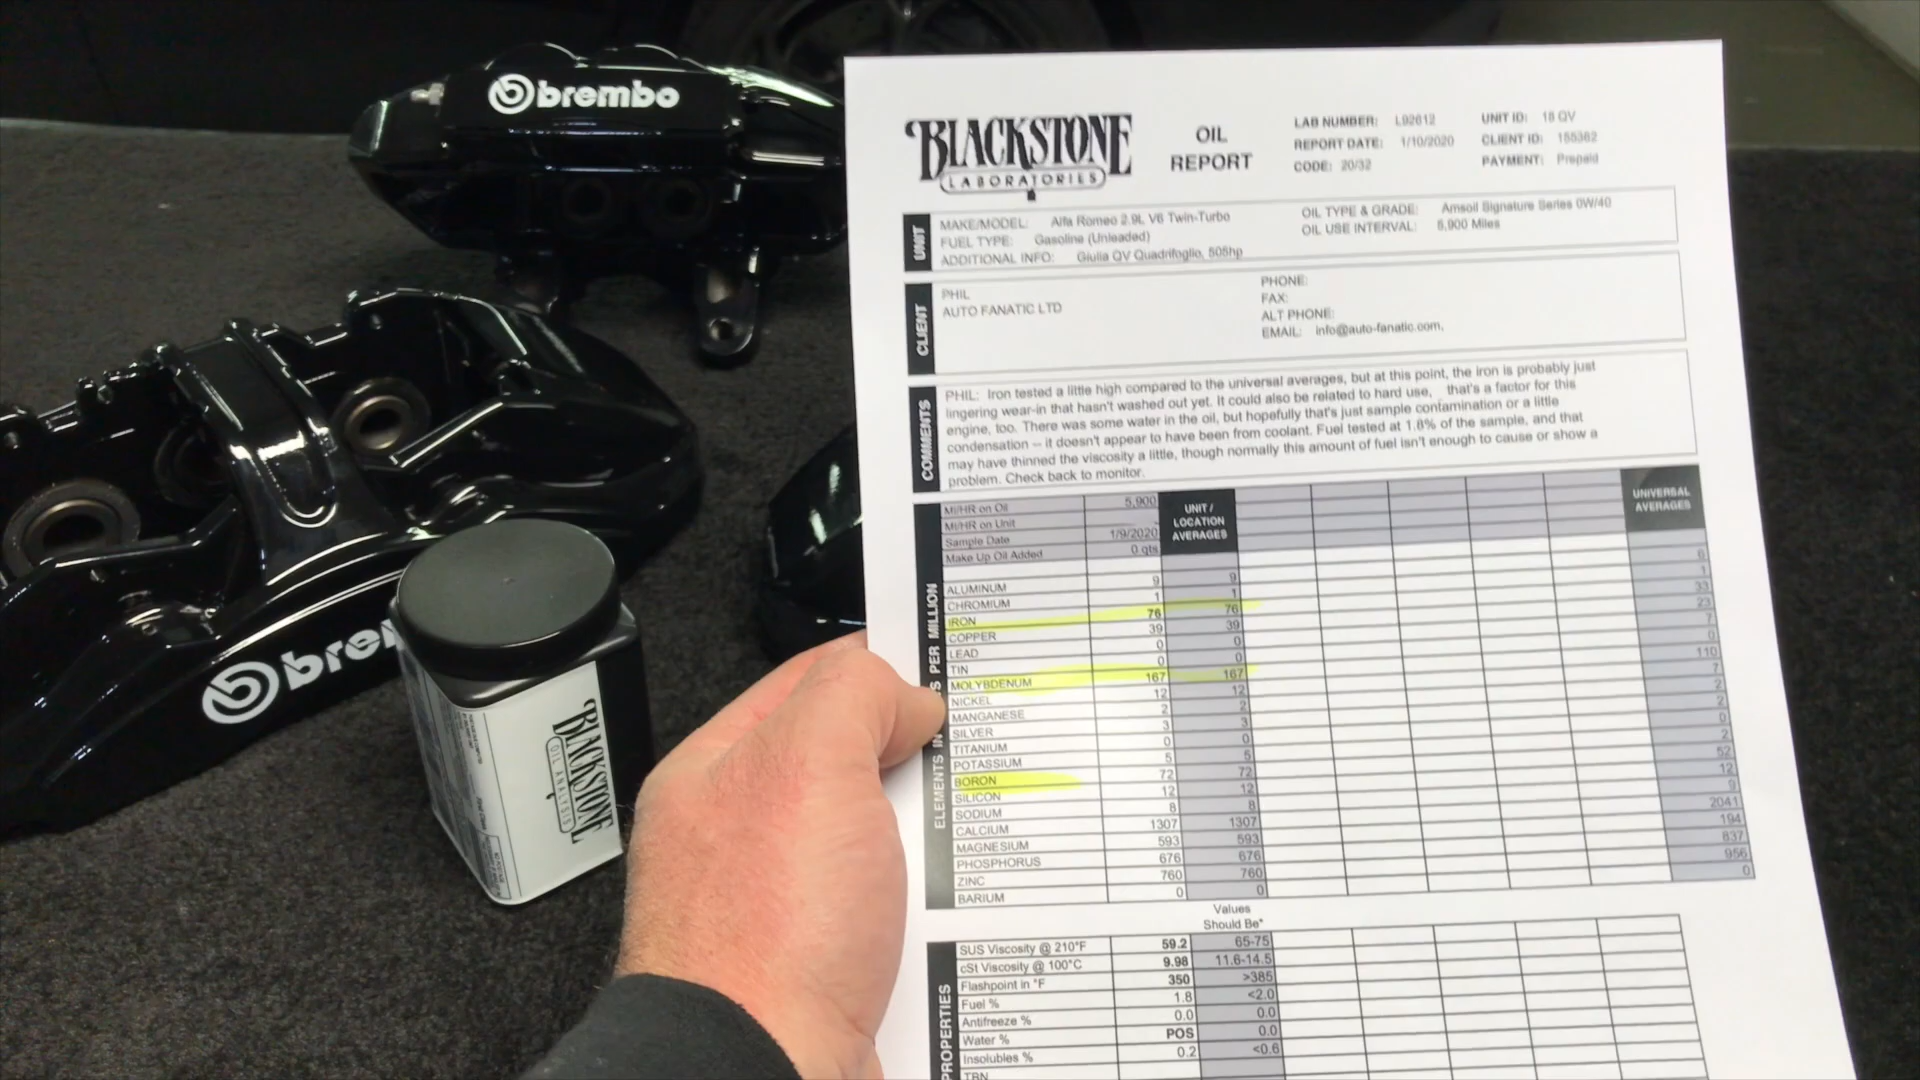 brembo
brem
BLACKSTONE
OIL ANALYSIS
BLACKSTONE
LABORATORIES
OIL
REPORT
LAB NUMBER: L92612
REPORT DATE: 1/10/2020
CODE: 20/32
UNIT ID: 18 QV
CLIENT ID: 155362
PAYMENT: Prepaid
UNIT
MAKE/MODEL: Alfa Romeo 2.9L V6 Twin-Turbo
FUEL TYPE: Gasoline (Unleaded)
ADDITIONAL INFO: Giulia QV Quadrifoglio, 505hp
OIL TYPE & GRADE: Amsoil Signature Series 0W/40
OIL USE INTERVAL: 5,900 Miles
CLIENT
PHIL
AUTO FANATIC LTD
PHONE:
FAX:
ALT PHONE:
EMAIL: info@auto-fanatic.com,
COMMENTS
PHIL: Iron tested a little high compared to the universal averages, but at this point, the iron is probably just
lingering wear-in that hasn't washed out yet. It could also be related to hard use, that's a factor for this
engine, too. There was some water in the oil, but hopefully that's just sample contamination or a little
condensation -- it doesn't appear to have been from coolant. Fuel tested at 1.8% of the sample, and that
may have thinned the viscosity a little, though normally this amount of fuel isn't enough to cause or show a
problem. Check back to monitor.
MI/HR on Oil 5,900
MI/HR on Unit
Sample Date 1/9/2020
Make Up Oil Added 0 qts
UNIT /
LOCATION
AVERAGES
UNIVERSAL
AVERAGES
PER MILLION
ELEMENTS IN
ALUMINUM 9 9 6
CHROMIUM 1 1 1
IRON 76 76 33
COPPER 39 39 23
LEAD 0 0 7
TIN 0 0 0
MOLYBDENUM 167 167 110
NICKEL 12 12 7
MANGANESE 2 2 2
SILVER 3 3 2
TITANIUM 0 0 0
POTASSIUM 5 5 2
BORON 72 72 52
SILICON 12 12 12
SODIUM 8 8 9
CALCIUM 1307 1307 2041
MAGNESIUM 593 593 194
PHOSPHORUS 676 676 837
ZINC 760 760 956
BARIUM 0 0 0
Values
Should Be*
PROPERTIES
SUS Viscosity @ 210°F 59.2 65-75
cSt Viscosity @ 100°C 9.98 11.6-14.5
Flashpoint in °F 350 >385
Fuel % 1.8 <2.0
Antifreeze % 0.0 0.0
Water % POS 0.0
Insolubles % 0.2 <0.6
TBN